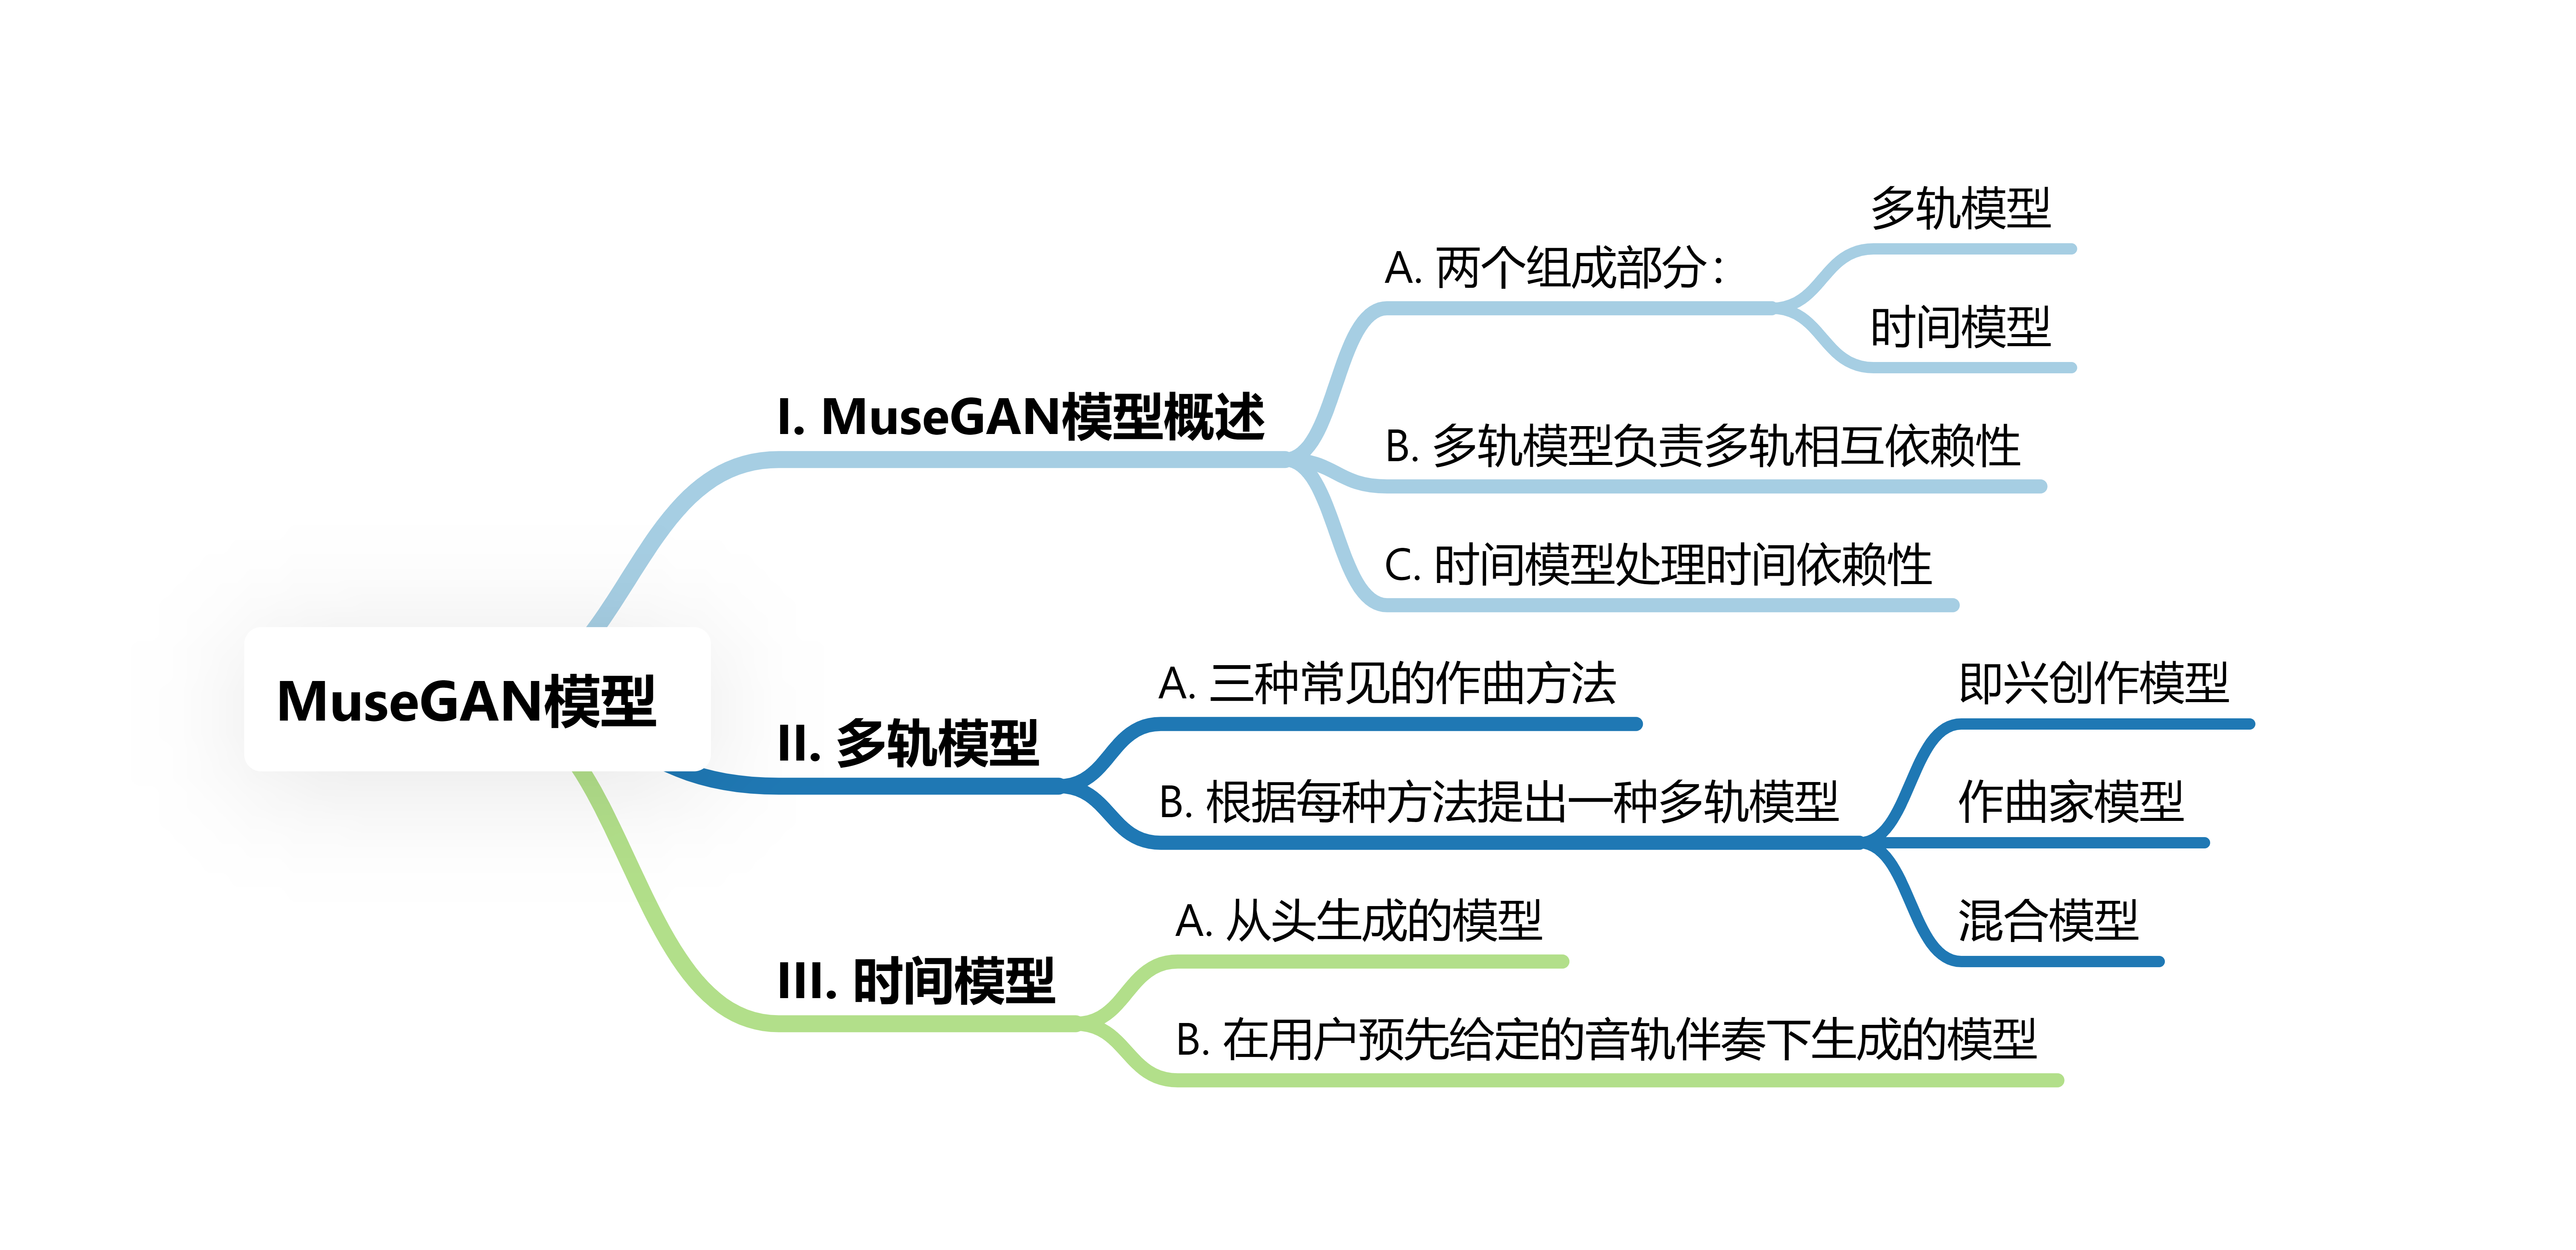 MuseGAN模型
I. MuseGAN模型概述
A. 两个组成部分：
多轨模型
时间模型
B. 多轨模型负责多轨相互依赖性
C. 时间模型处理时间依赖性
II. 多轨模型
A. 三种常见的作曲方法
B. 根据每种方法提出一种多轨模型
即兴创作模型
作曲家模型
混合模型
III. 时间模型
A. 从头生成的模型
B. 在用户预先给定的音轨伴奏下生成的模型